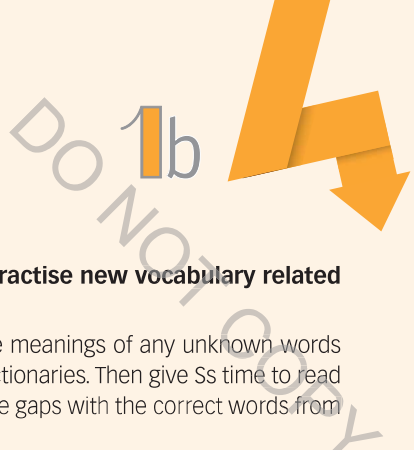 1b
DO NOT COPY
ractise new vocabulary related
e meanings of any unknown words
ctionaries. Then give Ss time to read
e gaps with the correct words from